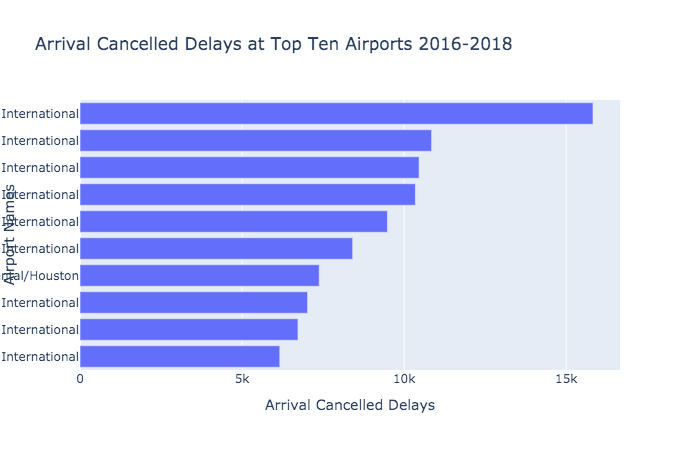 Arrival Cancelled Delays at Top Ten Airports 2016-2018
International
International
International
International
International
International
/Houston
International
International
International
Airport Names
0 5k 10k 15k
Arrival Cancelled Delays